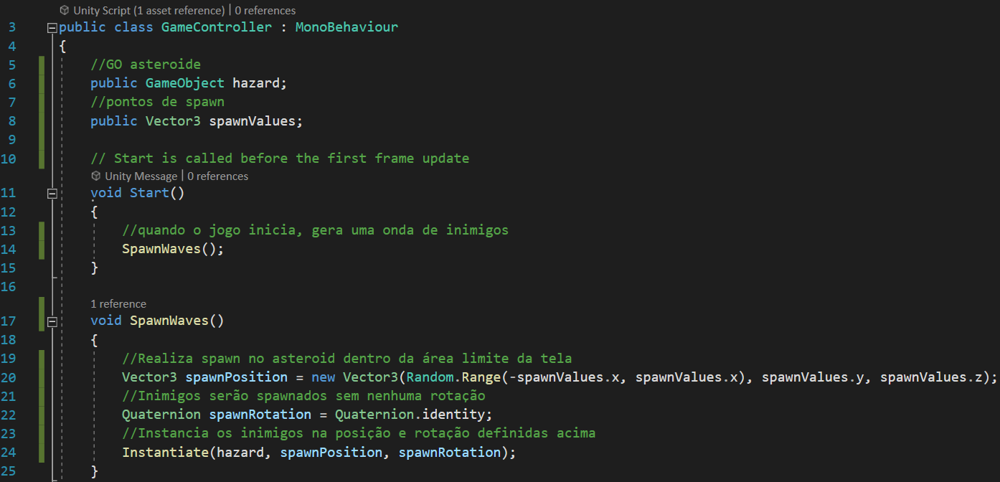 Unity Script (1 asset reference) | 0 references
3 public class GameController : MonoBehaviour
4 {
5 //GO asteroide
6 public GameObject hazard;
7 //pontos de spawn
8 public Vector3 spawnValues;
9
10 // Start is called before the first frame update
Unity Message | 0 references
11 void Start()
12 {
13 //quando o jogo inicia, gera uma onda de inimigos
14 SpawnWaves();
15 }
16
1 reference
17 void SpawnWaves()
18 {
19 //Realiza spawn no asteroid dentro da área limite da tela
20 Vector3 spawnPosition = new Vector3(Random.Range(-spawnValues.x, spawnValues.x), spawnValues.y, spawnValues.z);
21 //Inimigos serão spawnados sem nenhuma rotação
22 Quaternion spawnRotation = Quaternion.identity;
23 //Instancia os inimigos na posição e rotação definidas acima
24 Instantiate(hazard, spawnPosition, spawnRotation);
25 }